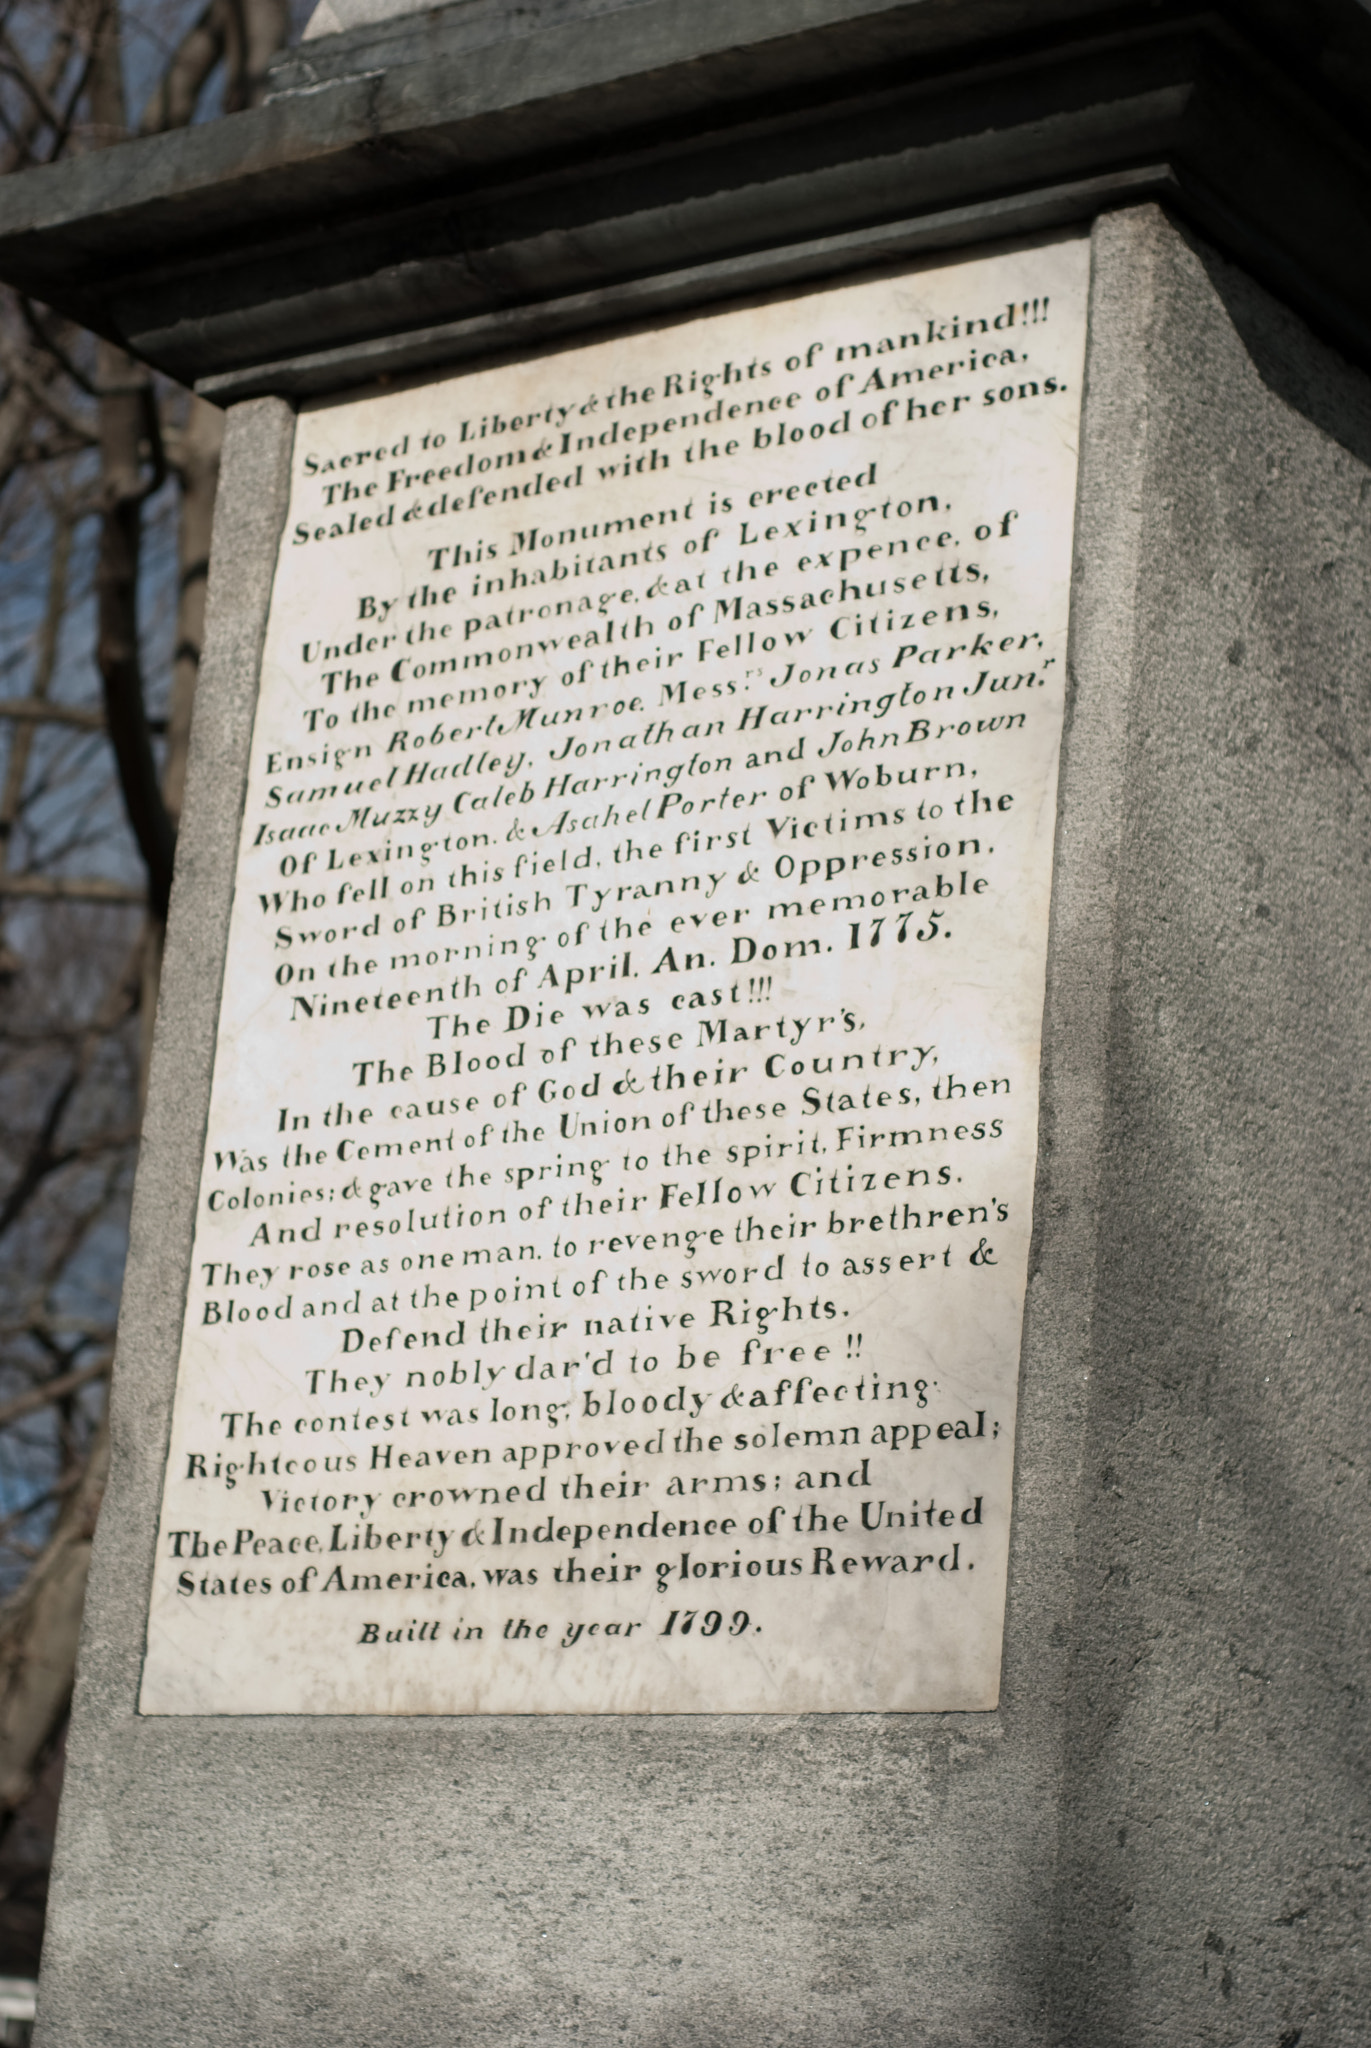 Sacred to Liberty & the Rights of mankind!!!
The Freedom & Independence of America,
Sealed & defended with the blood of her sons.
This Monument is erected
By the inhabitants of Lexington,
Under the patronage, & at the expence, of
The Commonwealth of Massachusetts,
To the memory of their Fellow Citizens,
Ensign Robert Munroe, Mess.rs Jonas Parker,
Samuel Hadley, Jonathan Harrington Jun.r
Isaac Muzzy Caleb Harrington and John Brown
Of Lexington, & Asahel Porter of Woburn,
Who fell on this field, the first Victims to the
Sword of British Tyranny & Oppression,
On the morning of the ever memorable
Nineteenth of April, An. Dom. 1775.
The Die was cast!!!
The Blood of these Martyr's,
In the cause of God & their Country,
Was the Cement of the Union of these States, then
Colonies; & gave the spring to the spirit, Firmness
And resolution of their Fellow Citizens.
They rose as one man, to revenge their brethren's
Blood and at the point of the sword to assert &
Defend their native Rights.
They nobly dar'd to be free!!
The contest was long, bloody & affecting.
Righteous Heaven approved the solemn appeal;
Victory crowned their arms; and
The Peace, Liberty & Independence of the United
States of America, was their glorious Reward.
Built in the year 1799.